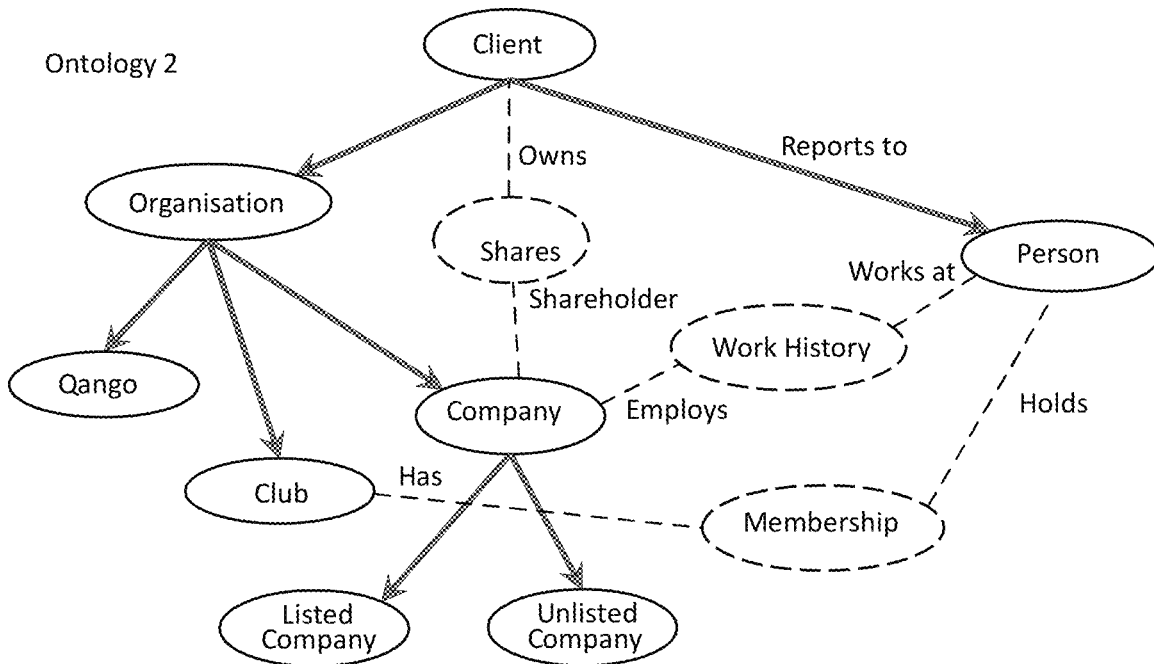 Client
Ontology 2
Owns
Reports to
Organisation
Shares
Person
Works at
Shareholder
Work History
Qango
Company
Employs
Holds
Has
Club
Membership
Listed
Company
Unlisted
Company